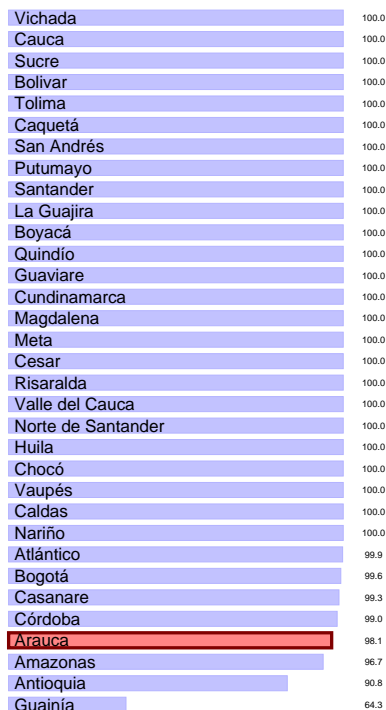 Vichada 100.0
Cauca 100.0
Sucre 100.0
Bolivar 100.0
Tolima 100.0
Caquetá 100.0
San Andrés 100.0
Putumayo 100.0
Santander 100.0
La Guajira 100.0
Boyacá 100.0
Quindío 100.0
Guaviare 100.0
Cundinamarca 100.0
Magdalena 100.0
Meta 100.0
Cesar 100.0
Risaralda 100.0
Valle del Cauca 100.0
Norte de Santander 100.0
Huila 100.0
Chocó 100.0
Vaupés 100.0
Caldas 100.0
Nariño 100.0
Atlántico 99.9
Bogotá 99.6
Casanare 99.3
Córdoba 99.0
Arauca 98.1
Amazonas 96.7
Antioquia 90.8
Guainía 64.3